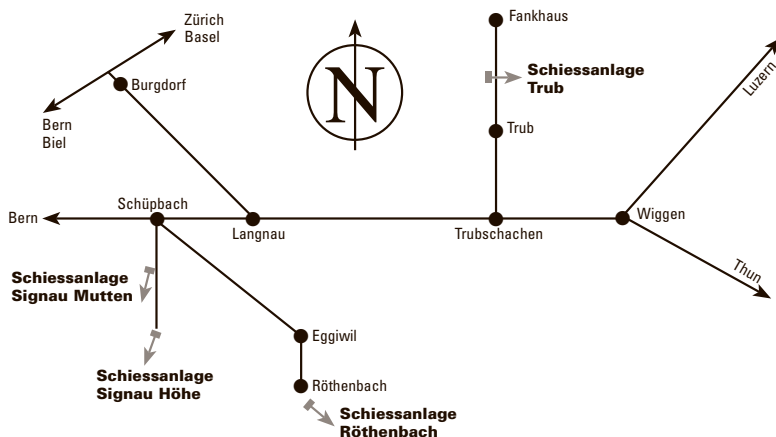 Zürich
Basel
Fankhaus
Burgdorf
N
Schiessanlage
Trub
Luzern
Bern
Biel
Trub
Schüpbach
Bern
Langnau
Trubschachen
Wiggen
Thun
Schiessanlage
Signau Mutten
Eggiwil
Schiessanlage
Signau Höhe
Röthenbach
Schiessanlage
Röthenbach